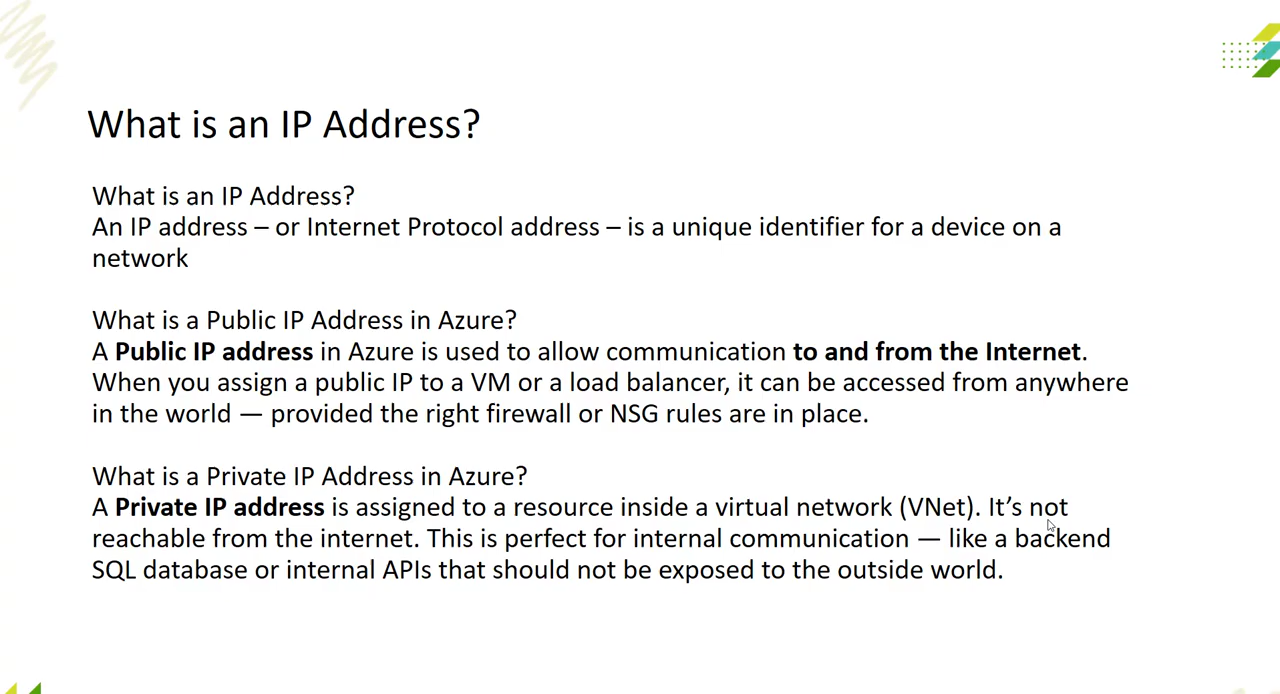 What is an IP Address?
What is an IP Address?
An IP address – or Internet Protocol address – is a unique identifier for a device on a
network
What is a Public IP Address in Azure?
A Public IP address in Azure is used to allow communication to and from the Internet.
When you assign a public IP to a VM or a load balancer, it can be accessed from anywhere
in the world — provided the right firewall or NSG rules are in place.
What is a Private IP Address in Azure?
A Private IP address is assigned to a resource inside a virtual network (VNet). It’s not
reachable from the internet. This is perfect for internal communication — like a backend
SQL database or internal APIs that should not be exposed to the outside world.